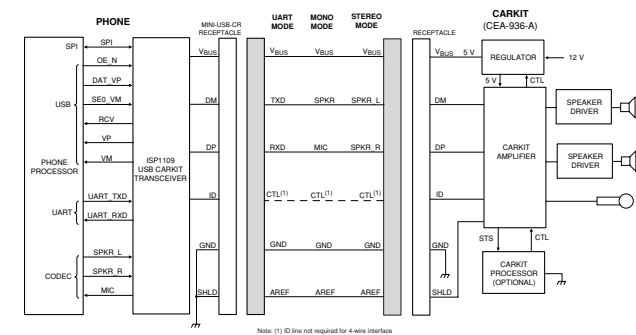 PHONE
CARKIT
(CEA-936-A)
MINI-USB-CR
RECEPTACLE
UART
MODE
MONO
MODE
STEREO
MODE
RECEPTACLE
SPI
SPI
OE_N
DAT_VP
USB
SE0_VM
RCV
VP
VM
PHONE
PROCESSOR
ISP1109
USB CARKIT
TRANSCEIVER
UART
UART_TXD
UART_RXD
CODEC
SPKR_L
SPKR_R
MIC
VBUS
DM
DP
ID
GND
SHLD
VBUS VBUS VBUS
TXD SPKR SPKR_L
RXD MIC SPKR_R
CTL(1) CTL(1) CTL(1)
GND GND GND
AREF AREF AREF
VBUS 5 V
DM
DP
ID
GND
SHLD
REGULATOR
12 V
5 V
CTL
CARKIT
AMPLIFIER
SPEAKER
DRIVER
SPEAKER
DRIVER
STS
CTL
CARKIT
PROCESSOR
(OPTIONAL)
Note: (1) ID line not required for 4-wire interface